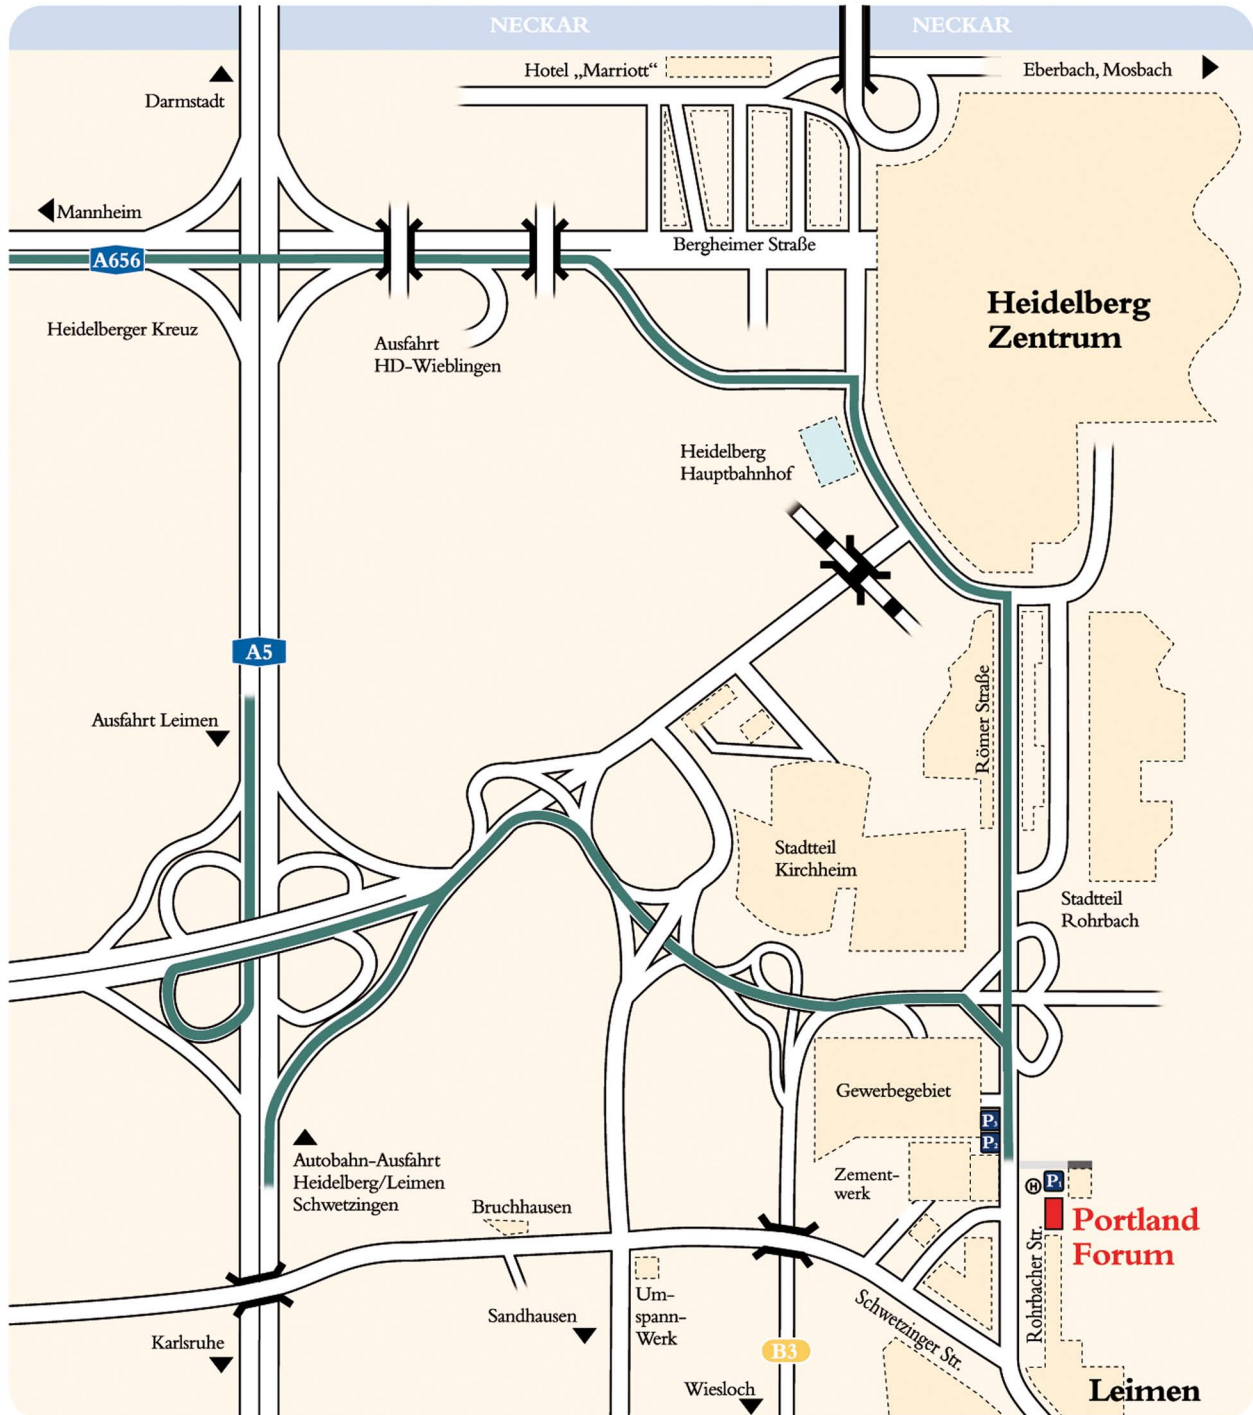 NECKAR
NECKAR
Hotel „Marriott“
Eberbach, Mosbach
Darmstadt
Mannheim
A656
Bergheimer Straße
Heidelberger Kreuz
Ausfahrt
HD-Wieblingen
Heidelberg
Zentrum
Heidelberg
Hauptbahnhof
A5
Ausfahrt Leimen
Römer Straße
Stadtteil
Kirchheim
Stadtteil
Rohrbach
Gewerbegebiet
P3
P2
Autobahn-Ausfahrt
Heidelberg/Leimen
Schwetzingen
Zement-
werk
H
P1
Bruchhausen
Portland
Forum
Rohrbacher Str.
Sandhausen
Um-
spann-
Werk
Schwetzinger Str.
Karlsruhe
B3
Wiesloch
Leimen